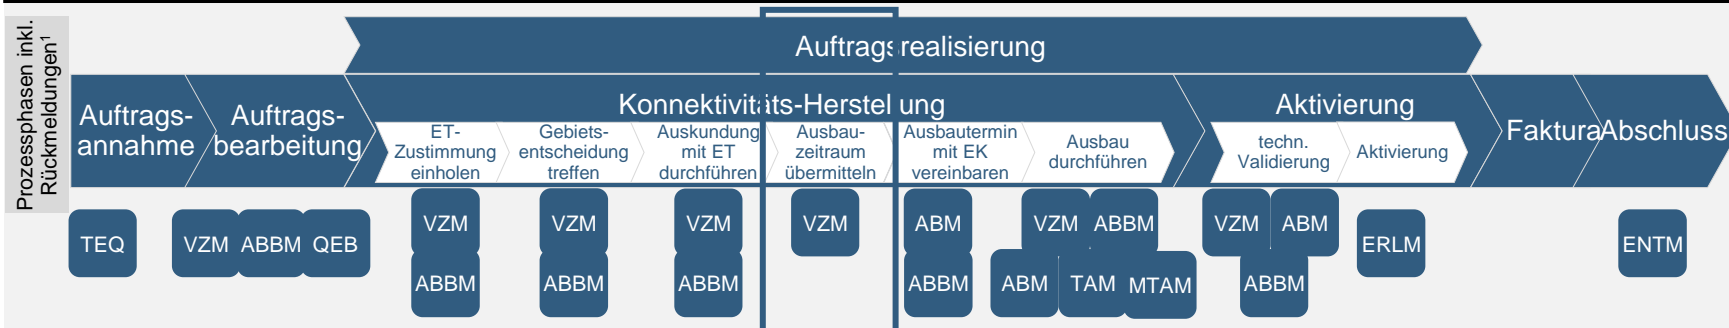 Prozessphasen inkl.
Rückmeldungen¹
Auftragsrealisierung
Auftrags-
annahme
Auftrags-
bearbeitung
Konnektivitäts-Herstellung
ET-
Zustimmung
einholen
Gebiets-
entscheidung
treffen
Auskundung
mit ET
durchführen
Ausbau-
zeitraum
übermitteln
Ausbautermin
mit EK
vereinbaren
Ausbau
durchführen
Aktivierung
techn.
Validierung
Aktivierung
Faktura
Abschluss
TEQ
VZM
ABBM
QEB
VZM
ABBM
VZM
ABBM
VZM
ABBM
VZM
ABM
ABBM
VZM
ABBM
ABM
TAM
MTAM
VZM
ABM
ABBM
ERLM
ENTM